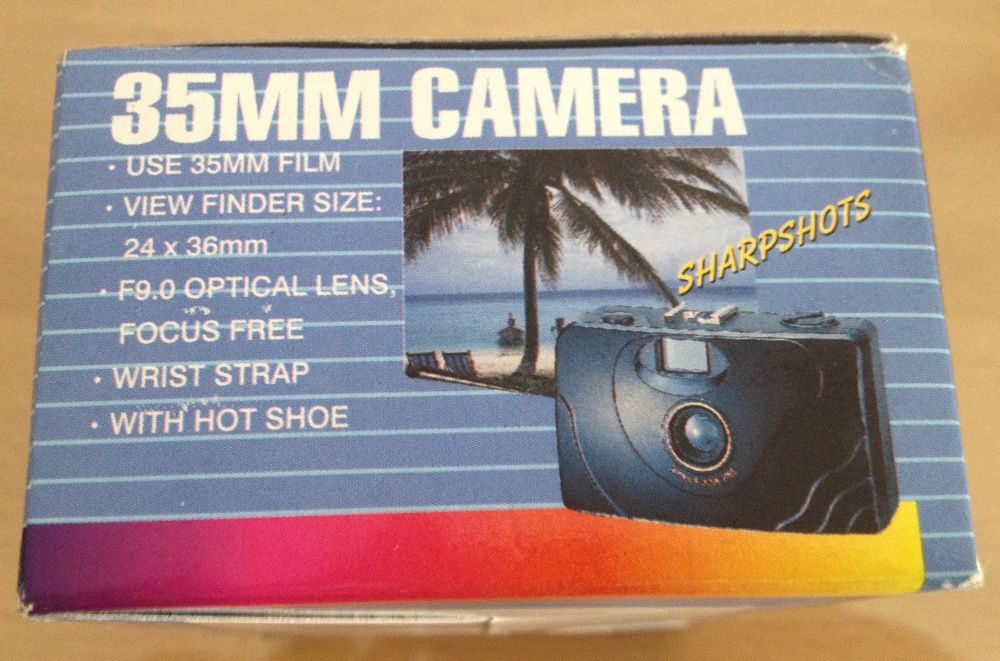 35MM CAMERA
· USE 35MM FILM
· VIEW FINDER SIZE:
24 x 36mm
· F9.0 OPTICAL LENS,
FOCUS FREE
· WRIST STRAP
· WITH HOT SHOE
SHARPSHOTS